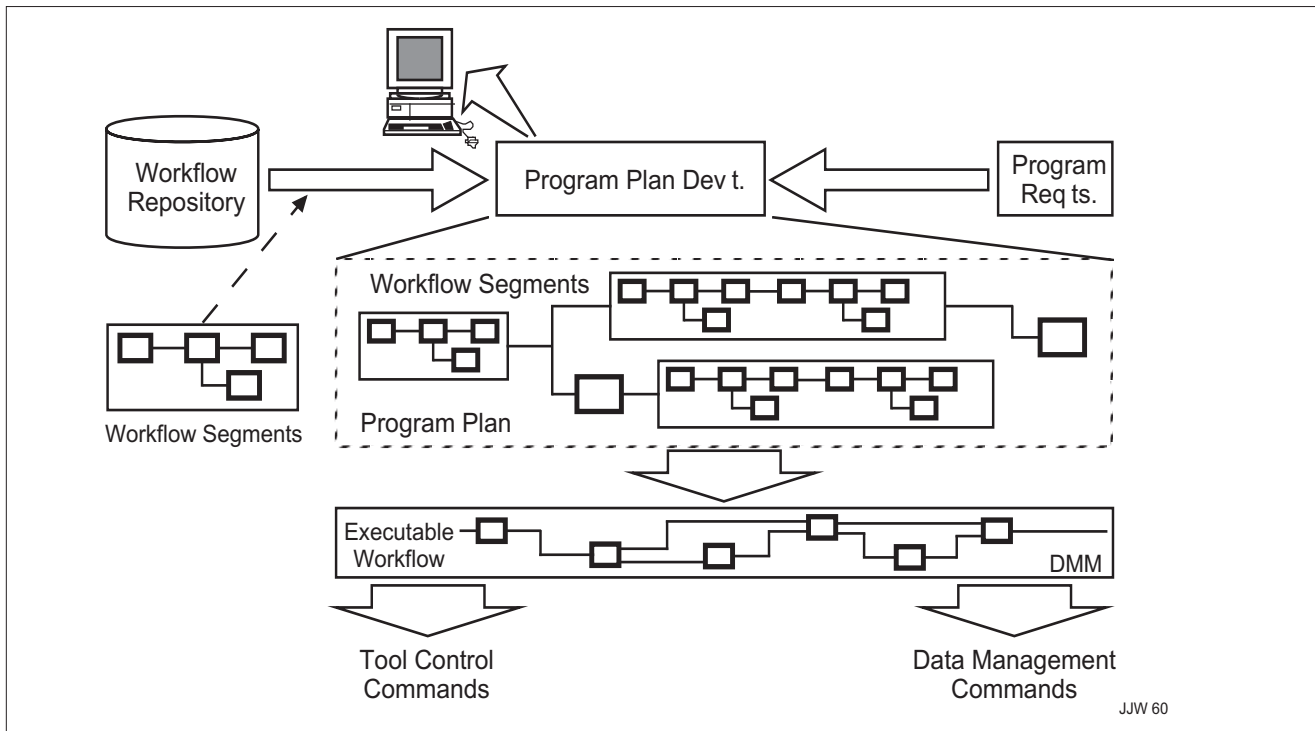 Workflow
Repository
Program Plan Dev t.
Program
Req ts.
Workflow Segments
Workflow Segments
Program Plan
Executable
Workflow
DMM
Tool Control
Commands
Data Management
Commands
JJW 60